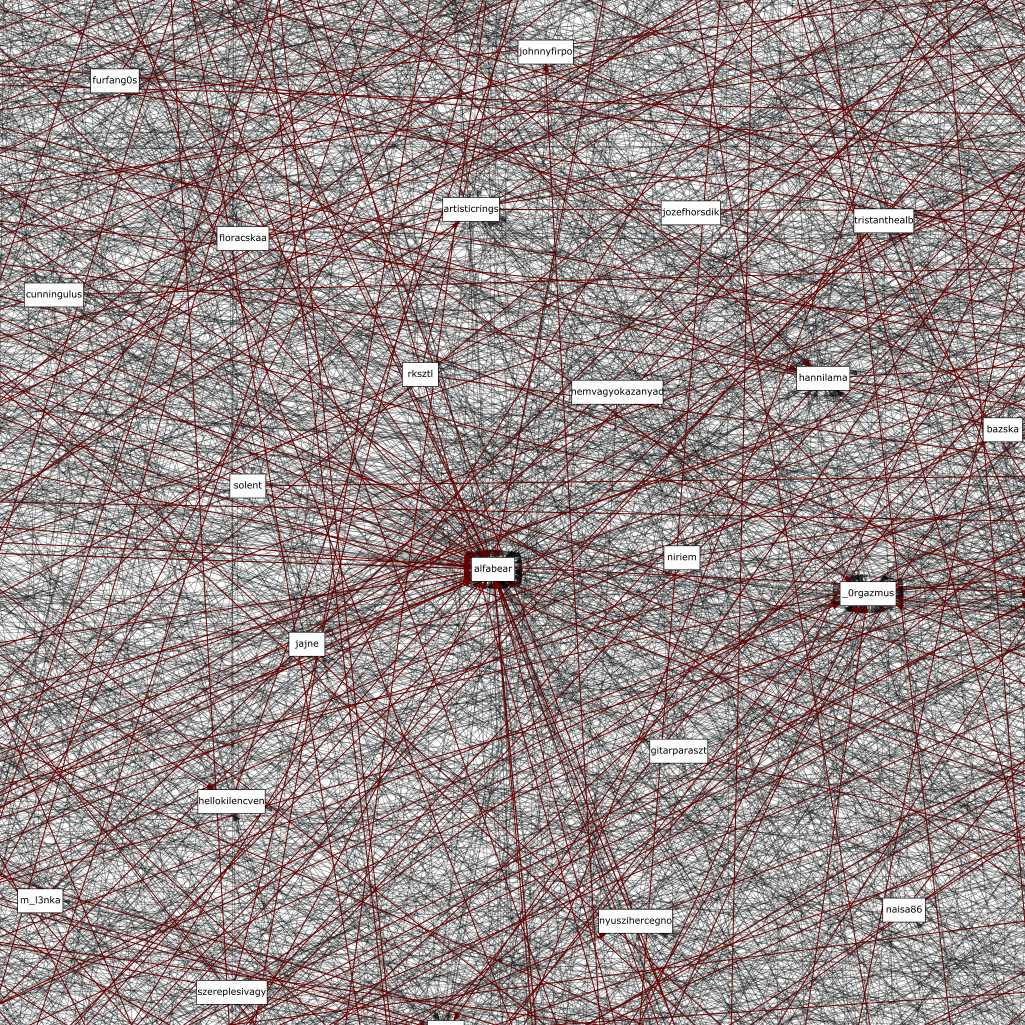 johnnyfirpo
furfang0s
artisticrings
jozefhorsdik
tristanthealb
floracskaa
cunningulus
rksztl
hannilama
nemvagyokazanyad
bazska
solent
niriem
alfabear
_0rgazmus
jajne
gitarparaszt
hellokilencven
m_l3nka
naisa86
nyuszihercegno
szereplesivagy